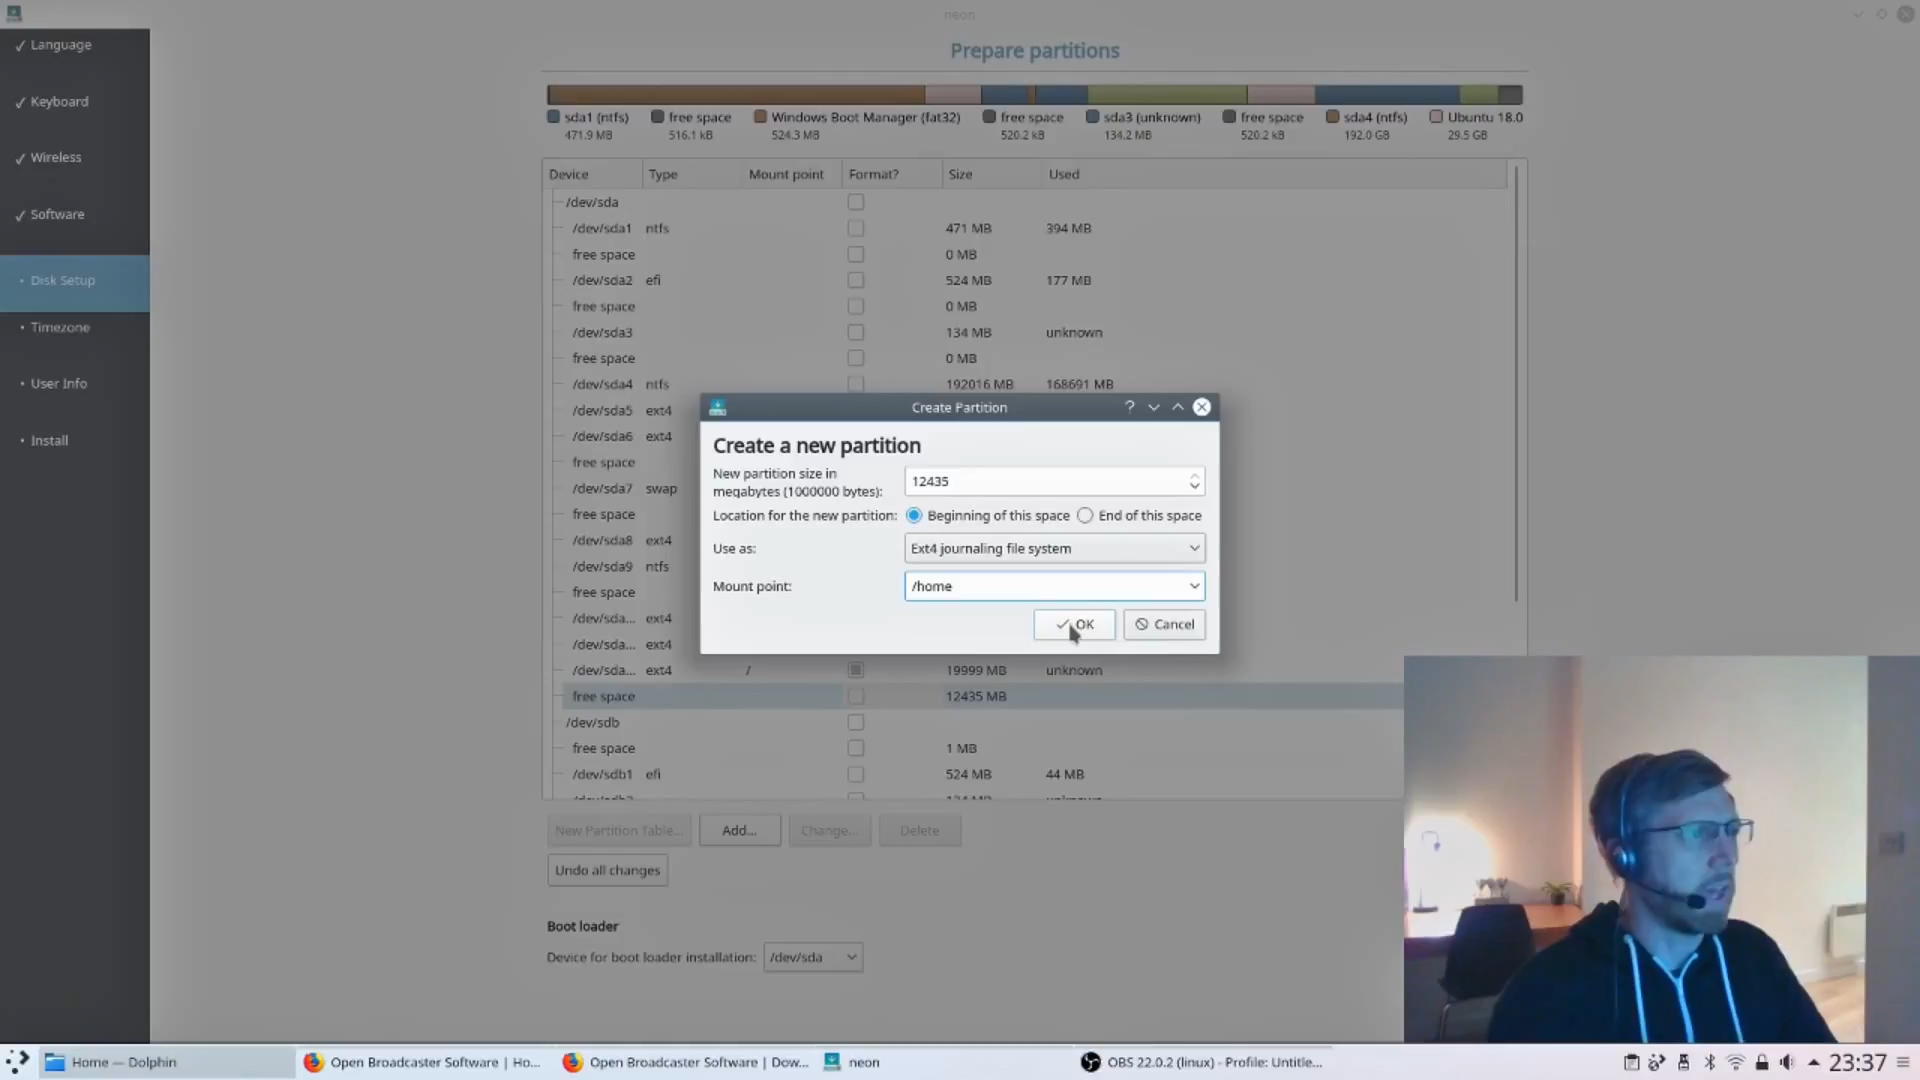 neon
Language
Keyboard
Wireless
Software
Disk Setup
Timezone
User Info
Install
Prepare partitions
sda1 (ntfs) free space Windows Boot Manager (fat32) free space sda3 (unknown) free space sda4 (ntfs) Ubuntu 18.0
471.9 MB 516.1 kB 524.3 MB 520.2 kB 134.2 MB 520.2 kB 192.0 GB 29.5 GB
Device Type Mount point Format? Size Used
/dev/sda
/dev/sda1 ntfs 471 MB 394 MB
free space 0 MB
/dev/sda2 efi 524 MB 177 MB
free space 0 MB
/dev/sda3 134 MB unknown
free space 0 MB
/dev/sda4 ntfs 192016 MB 168691 MB
/dev/sda5 ext4
/dev/sda6 ext4
free space
/dev/sda7 swap
free space
/dev/sda8 ext4
/dev/sda9 ntfs
free space
/dev/sda... ext4
/dev/sda... ext4
/dev/sda... ext4 / 19999 MB unknown
free space 12435 MB
/dev/sdb
free space 1 MB
/dev/sdb1 efi 524 MB 44 MB
Create Partition
?
Create a new partition
New partition size in
megabytes (1000000 bytes):
12435
Location for the new partition: Beginning of this space End of this space
Use as: Ext4 journaling file system
Mount point: /home
OK Cancel
New Partition Table... Add... Change... Delete
Undo all changes
Boot loader
Device for boot loader installation: /dev/sda
Home — Dolphin Open Broadcaster Software | Ho... Open Broadcaster Software | Dow... neon OBS 22.0.2 (linux) - Profile: Untitle... 23:37